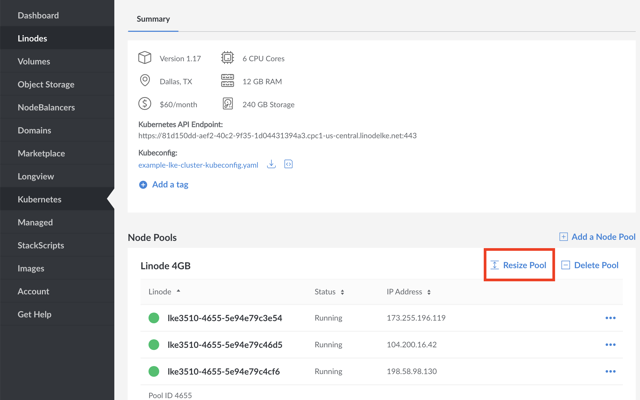 Dashboard
Linodes
Volumes
Object Storage
NodeBalancers
Domains
Marketplace
Longview
Kubernetes
Managed
StackScripts
Images
Account
Get Help
Summary
Version 1.17
6 CPU Cores
Dallas, TX
12 GB RAM
$60/month
240 GB Storage
Kubernetes API Endpoint:
https://81d150dd-aef2-40c2-9f35-1d04431394a3.cpc1-us-central.linodelke.net:443
Kubeconfig:
example-lke-cluster-kubeconfig.yaml
Add a tag
Node Pools
Add a Node Pool
Linode 4GB
Resize Pool
Delete Pool
Linode
Status
IP Address
lke3510-4655-5e94e79c3e54
Running
173.255.196.119
lke3510-4655-5e94e79c46d5
Running
104.200.16.42
lke3510-4655-5e94e79c4cf6
Running
198.58.98.130
Pool ID 4655